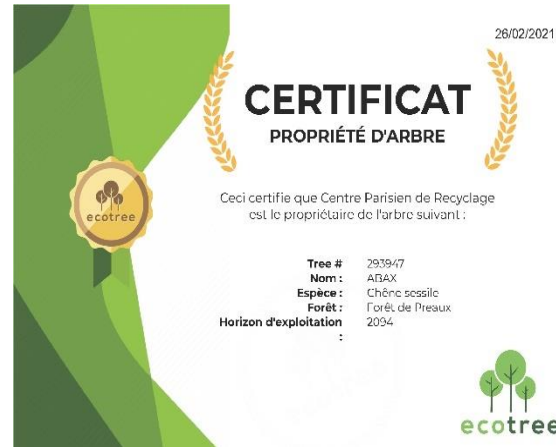 26/02/2021
CERTIFICAT
PROPRIÉTÉ D'ARBRE
ecotree
Ceci certifie que Centre Parisien de Recyclage
est le propriétaire de l'arbre suivant :
Tree # 293947
Nom : ABAX
Espèce : Chêne sessile
Forêt : Forêt de Preaux
Horizon d'exploitation 2094
:
ecotree